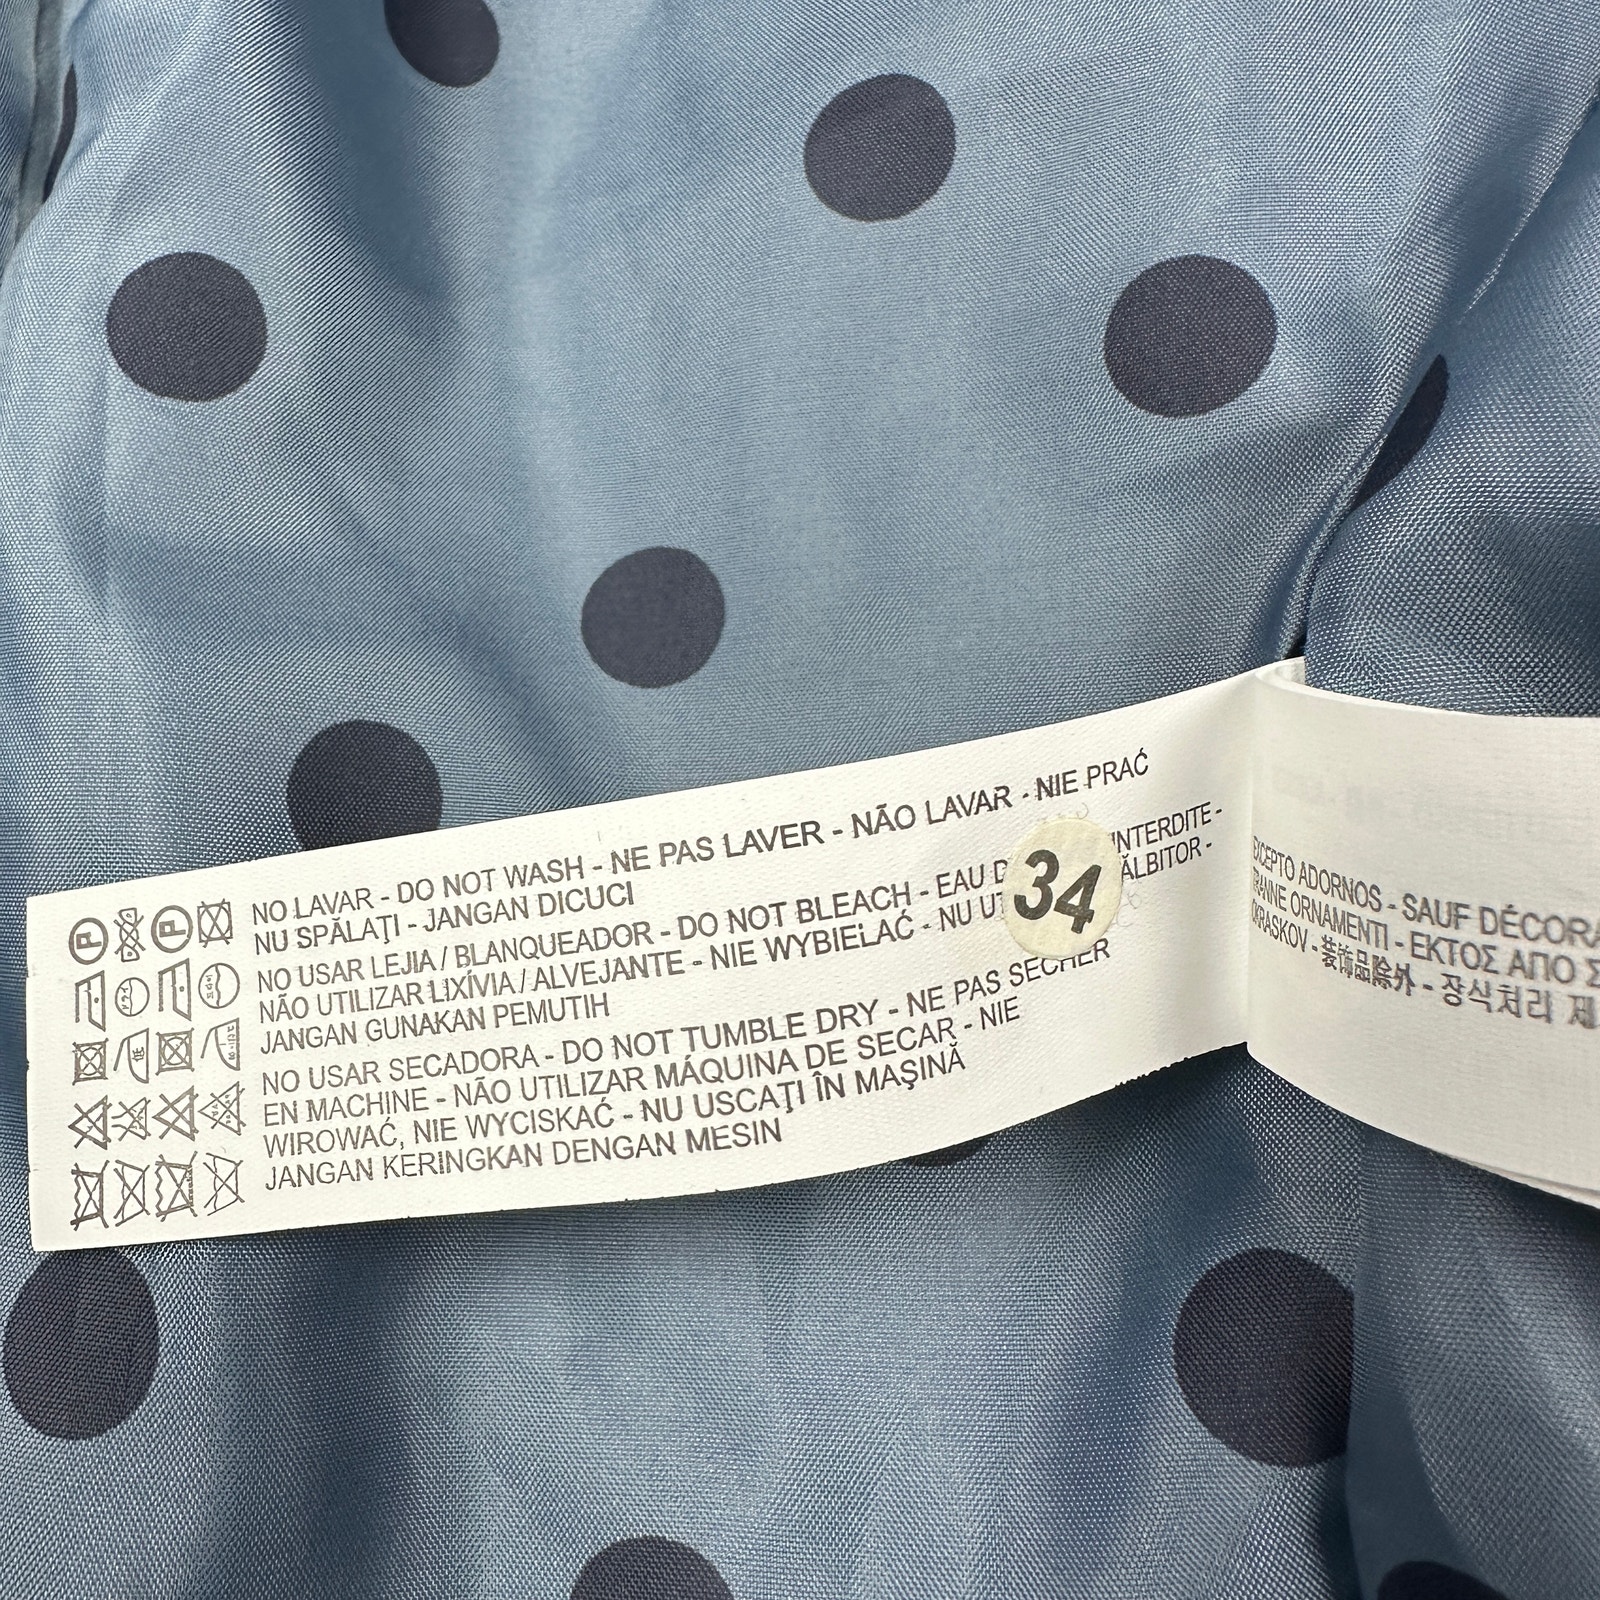 NO LAVAR - DO NOT WASH - NE PAS LAVER - NÃO LAVAR - NIE PRAĆ
NU SPĂLAŢI - JANGAN DICUCI
NO USAR LEJIA / BLANQUEADOR - DO NOT BLEACH - EAU D INTERDITE -
NÃO UTILIZAR LIXÍVIA / ALVEJANTE - NIE WYBIELAĆ - NU UT ĂLBITOR -
JANGAN GUNAKAN PEMUTIH
NO USAR SECADORA - DO NOT TUMBLE DRY - NE PAS SÉCHER
EN MACHINE - NÃO UTILIZAR MÁQUINA DE SECAR - NIE
WIROWAĆ, NIE WYCISKAĆ - NU USCAŢI ÎN MAŞINĂ
JANGAN KERINGKAN DENGAN MESIN
34
EXCEPTO ADORNOS - SAUF DÉCORA
TRANNE ORNAMENTI - ΕΚΤΟΣ ΑΠΟ Σ
OKRASKOV - 装饰品除外 - 장식처리 제